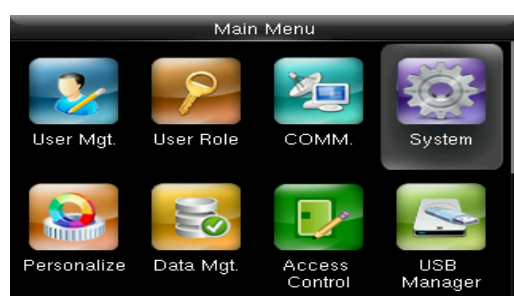 Main Menu
User Mgt.
User Role
COMM.
System
Personalize
Data Mgt.
Access
Control
USB
Manager